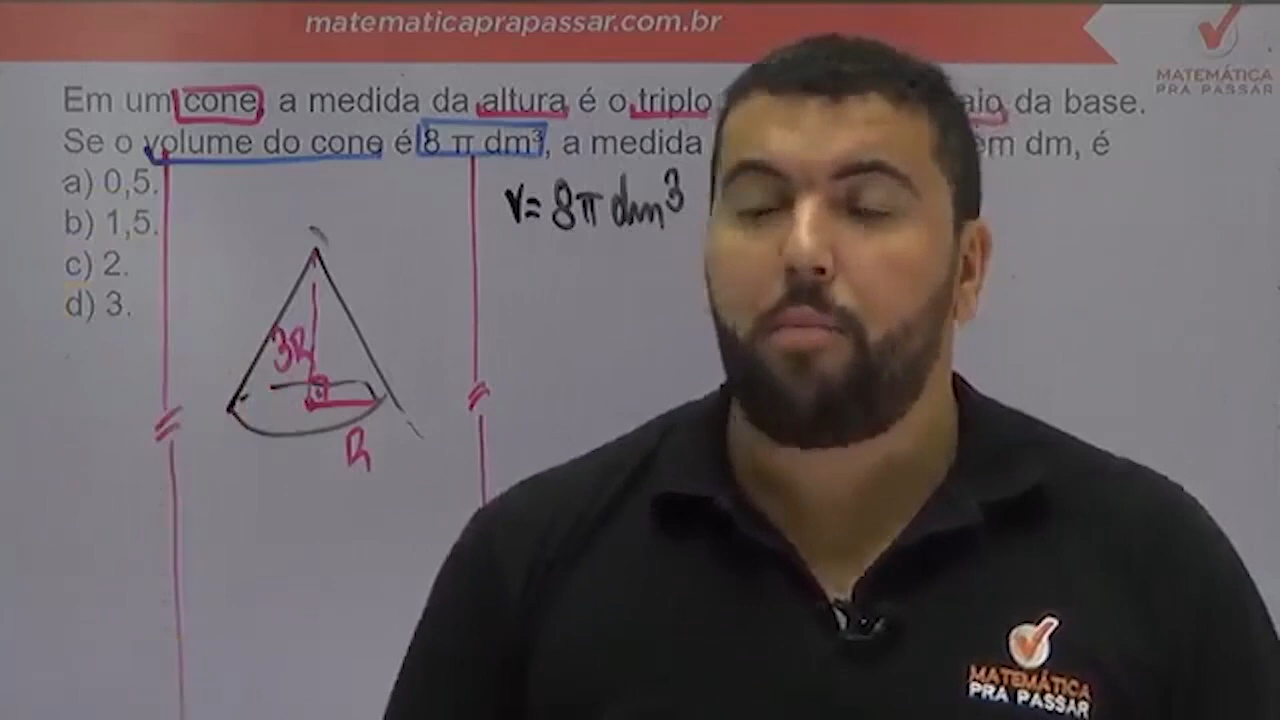 matematicaprapassar.com.br
MATEMÁTICA
PRA PASSAR
Em um cone, a medida da altura é o triplo da base.
Se o volume do cone é 8 π dm³, a medida em dm, é
a) 0,5.
b) 1,5.
c) 2.
d) 3.
V = 8π dm³
3R
R
MATEMÁTICA
PRA PASSAR